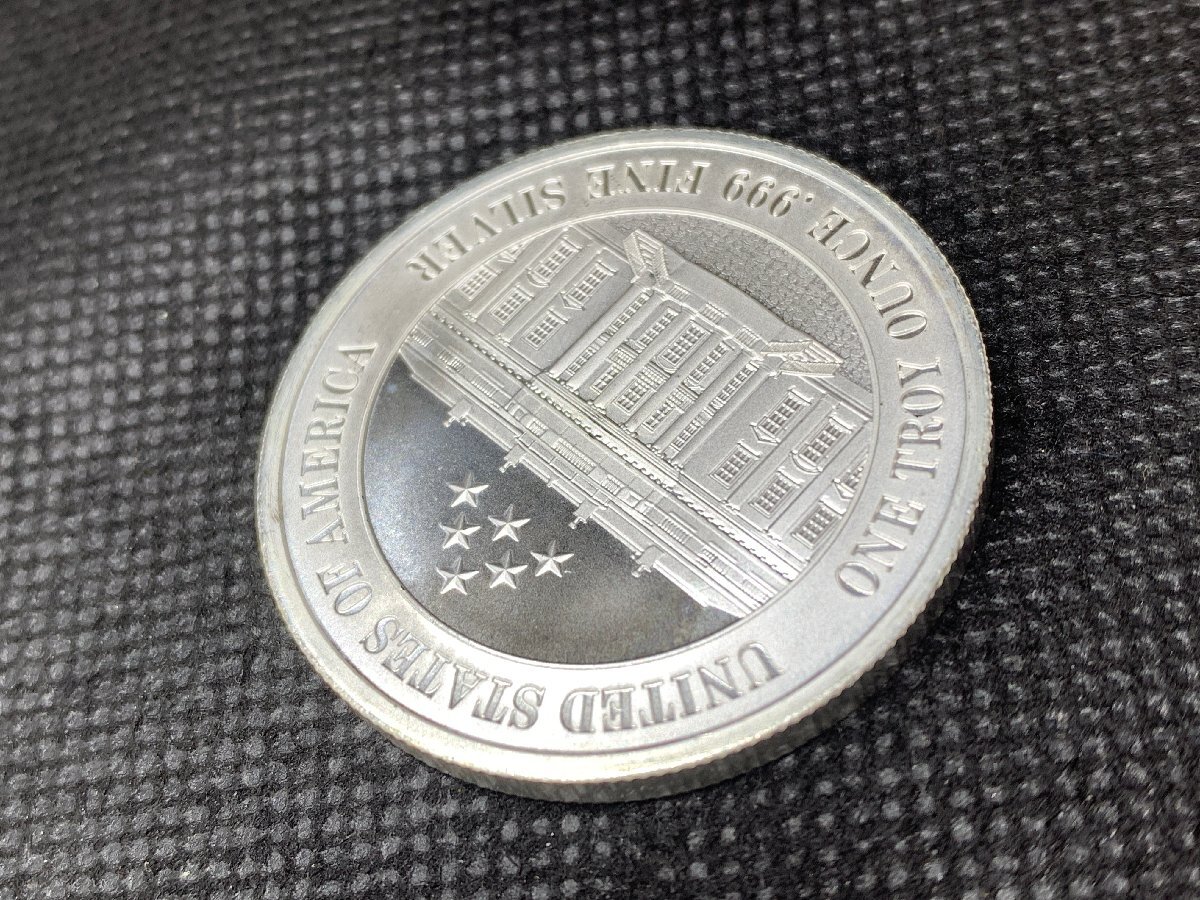 UNITED STATES OF AMERICA
ONE TROY OUNCE .999 FINE SILVER